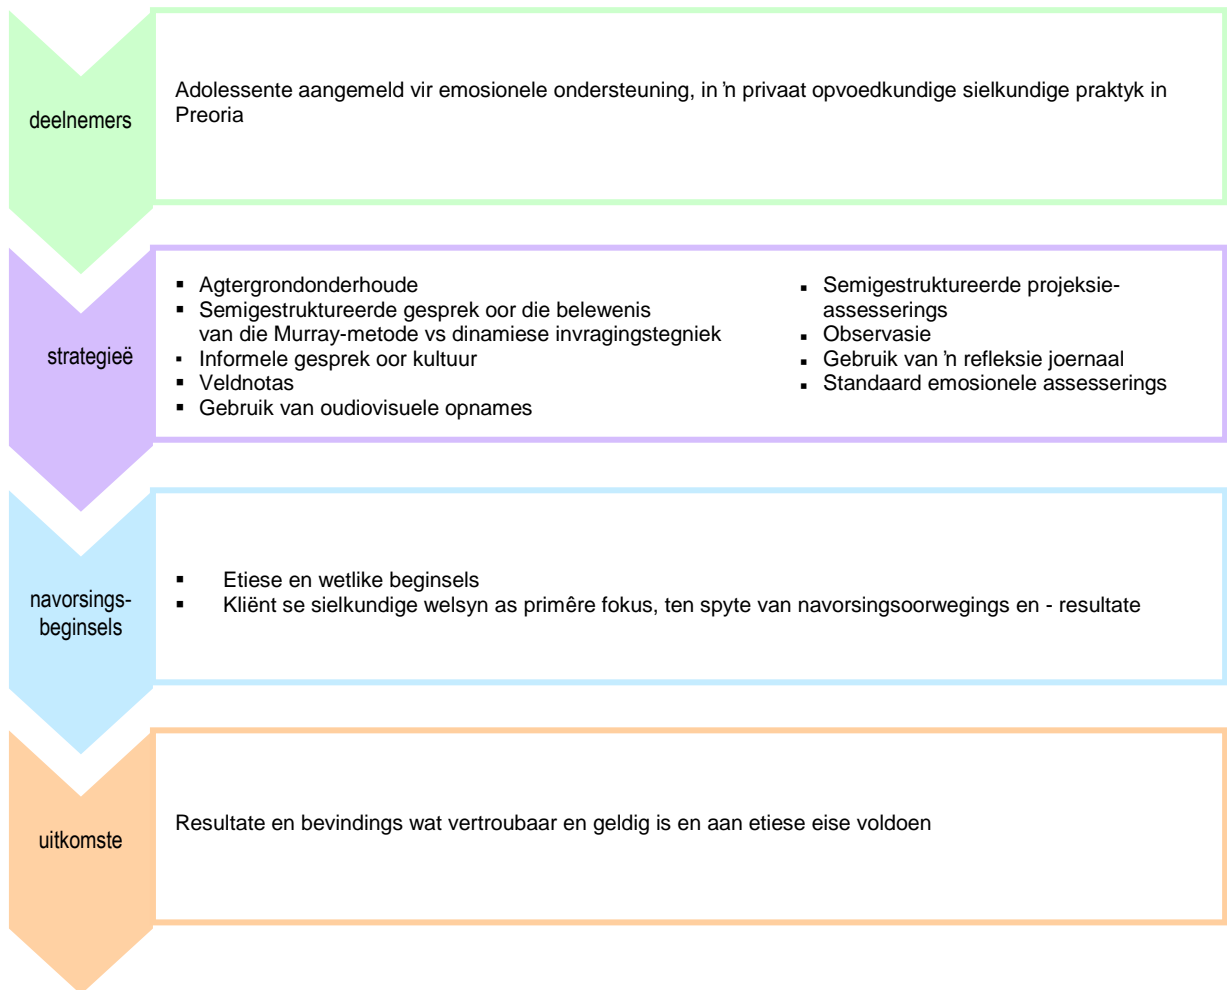 deelnemers
Adolessente aangemeld vir emosionele ondersteuning, in 'n privaat opvoedkundige sielkundige praktyk in
Preoria
strategieë
▪ Agtergrondonderhoude
▪ Semigestruktureerde gesprek oor die belewenis
van die Murray-metode vs dinamiese invragingstegniek
▪ Informele gesprek oor kultuur
▪ Veldnotas
▪ Gebruik van oudiovisuele opnames
▪ Semigestruktureerde projeksie-
assesserings
▪ Observasie
▪ Gebruik van 'n refleksie joernaal
▪ Standaard emosionele assesserings
navorsings-
beginsels
▪ Etiese en wetlike beginsels
▪ Kliënt se sielkundige welsyn as primêre fokus, ten spyte van navorsingsoorwegings en - resultate
uitkomste
Resultate en bevindings wat vertroubaar en geldig is en aan etiese eise voldoen